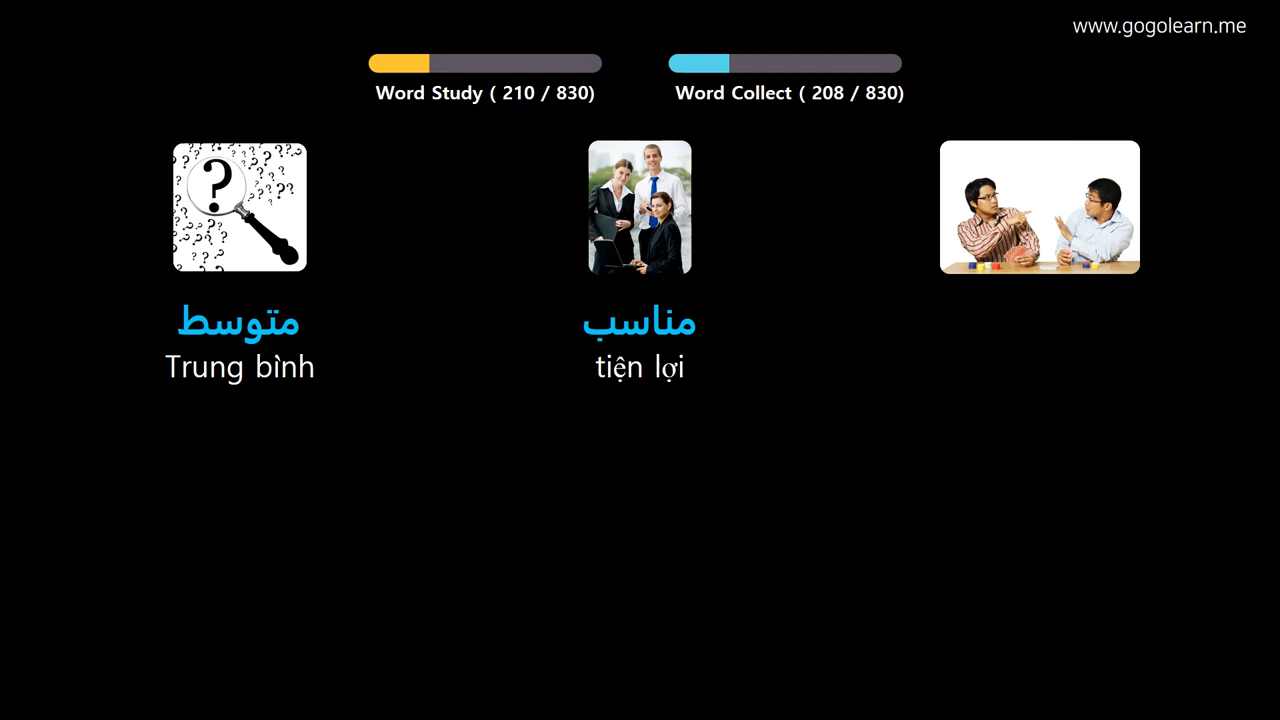 www.gogolearn.me
Word Study ( 210 / 830)
Word Collect ( 208 / 830)
متوسط
Trung bình
مناسب
tiện lợi